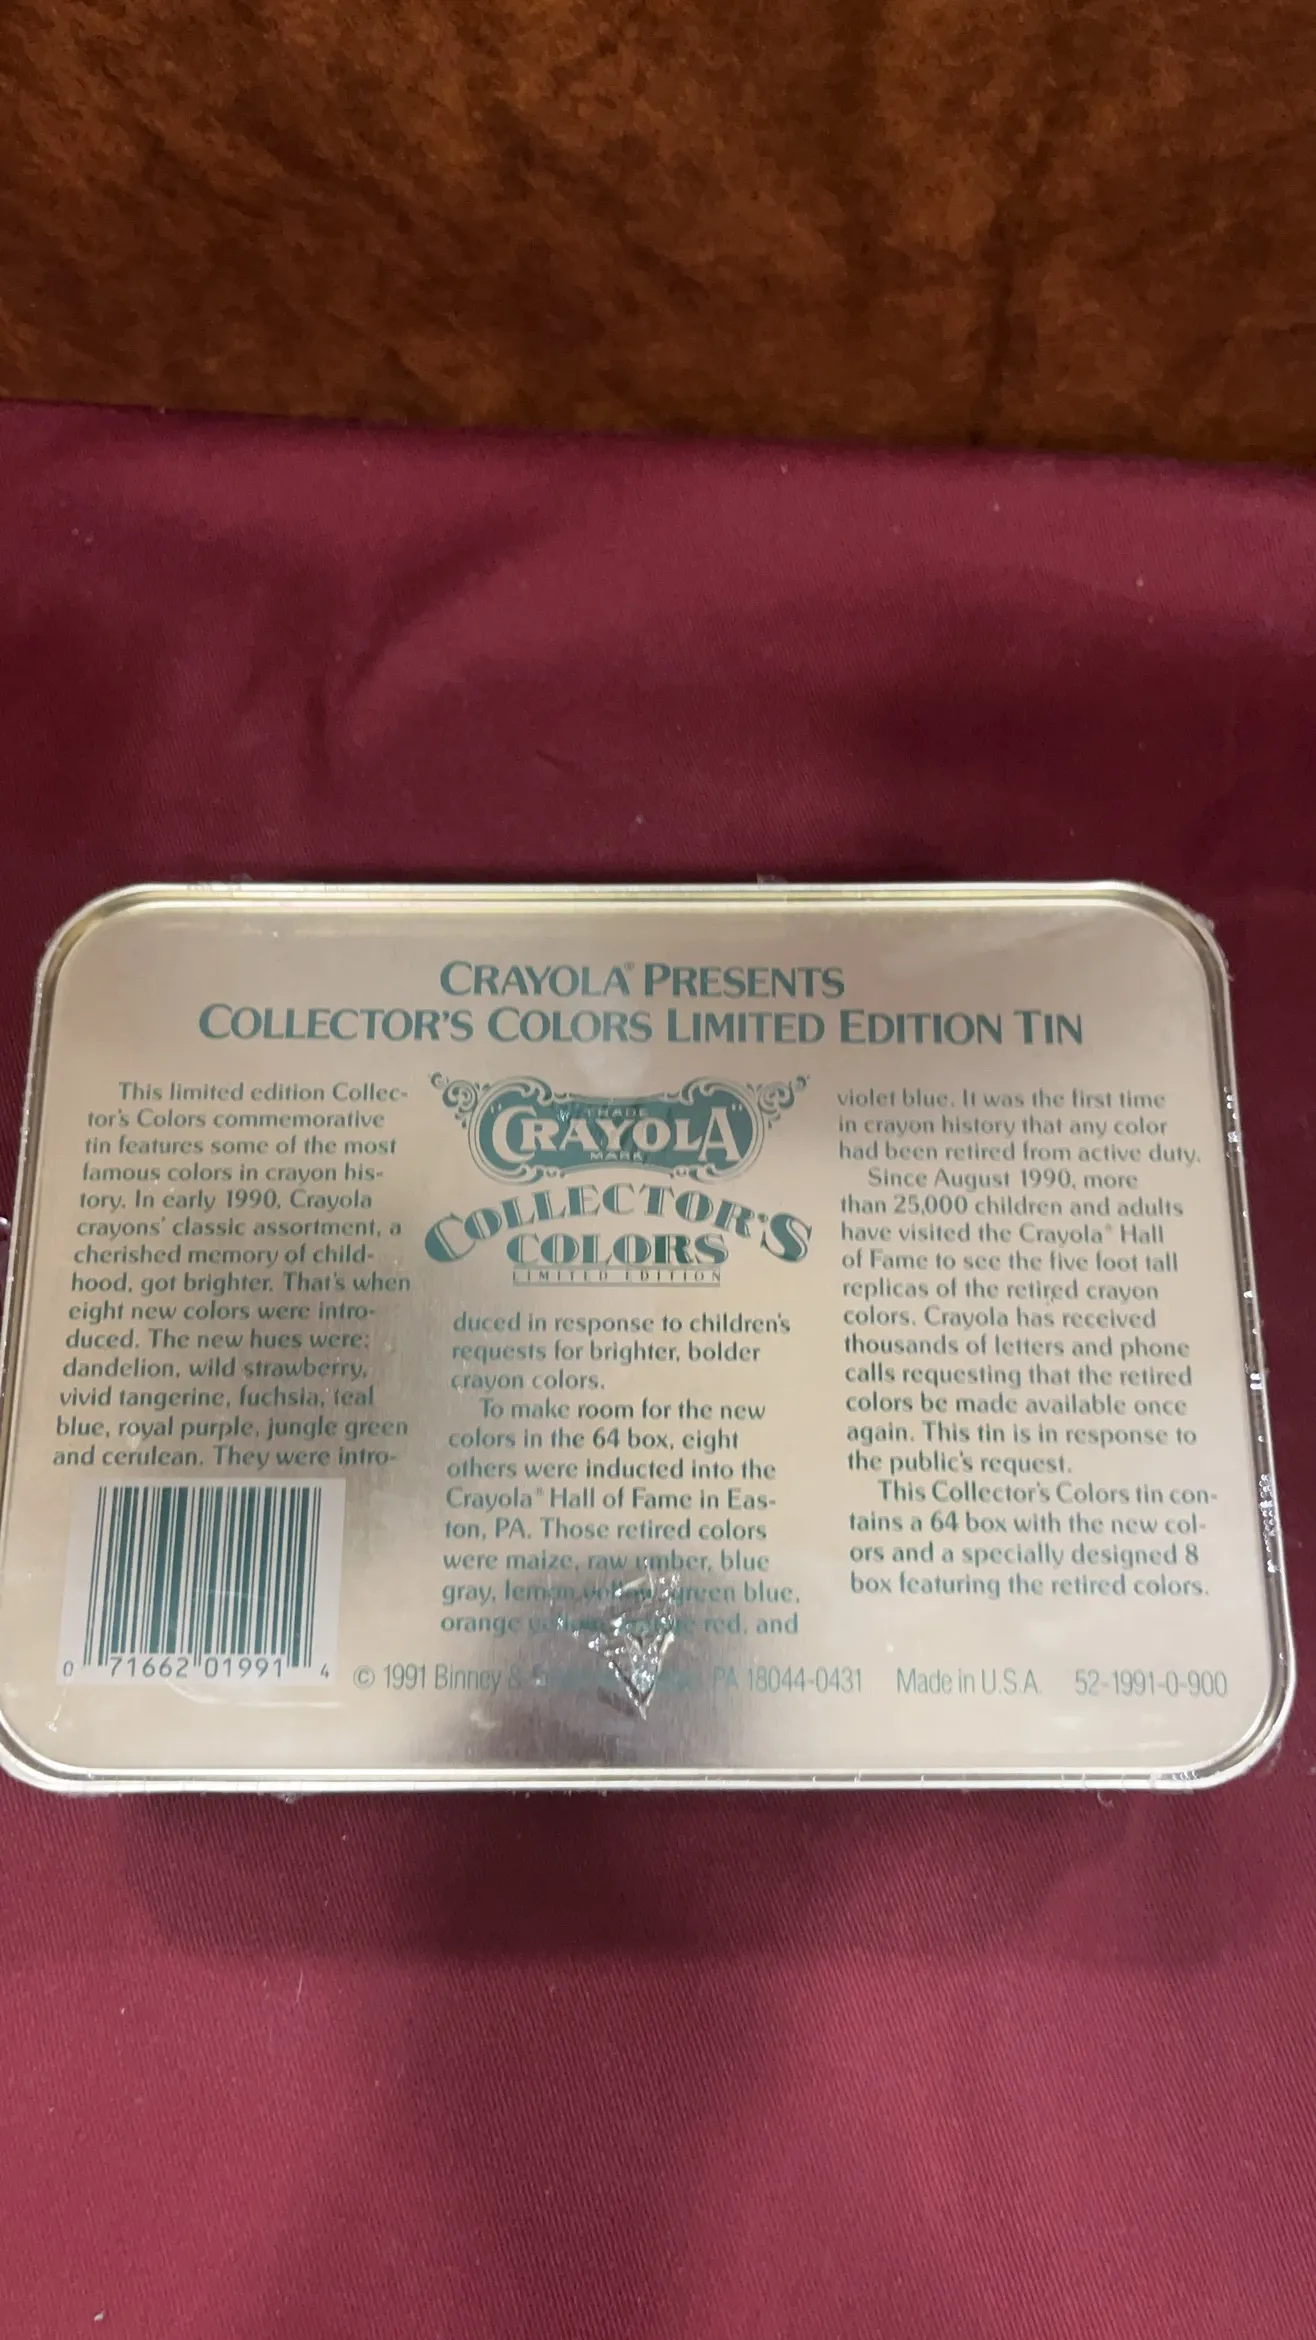 CRAYOLA® PRESENTS
COLLECTOR'S COLORS LIMITED EDITION TIN
This limited edition Collec-
tor's Colors commemorative
tin features some of the most
famous colors in crayon his-
tory. In early 1990, Crayola
crayons' classic assortment, a
cherished memory of child-
hood, got brighter. That's when
eight new colors were intro-
duced. The new hues were:
dandelion, wild strawberry,
vivid tangerine, fuchsia, teal
blue, royal purple, jungle green
and cerulean. They were intro-
0 71662 01991 4
TRADE
"CRAYOLA"
MARK
COLLECTOR'S
COLORS
LIMITED EDITION
duced in response to children's
requests for brighter, bolder
crayon colors.
To make room for the new
colors in the 64 box, eight
others were inducted into the
Crayola® Hall of Fame in Eas-
ton, PA. Those retired colors
were maize, raw umber, blue
gray, lemon yellow, green blue,
orange red, and
violet blue. It was the first time
in crayon history that any color
had been retired from active duty.
Since August 1990, more
than 25,000 children and adults
have visited the Crayola® Hall
of Fame to see the five foot tall
replicas of the retired crayon
colors. Crayola has received
thousands of letters and phone
calls requesting that the retired
colors be made available once
again. This tin is in response to
the public's request.
This Collector's Colors tin con-
tains a 64 box with the new col-
ors and a specially designed 8
box featuring the retired colors.
© 1991 Binney & PA 18044-0431 Made in U.S.A. 52-1991-0-900